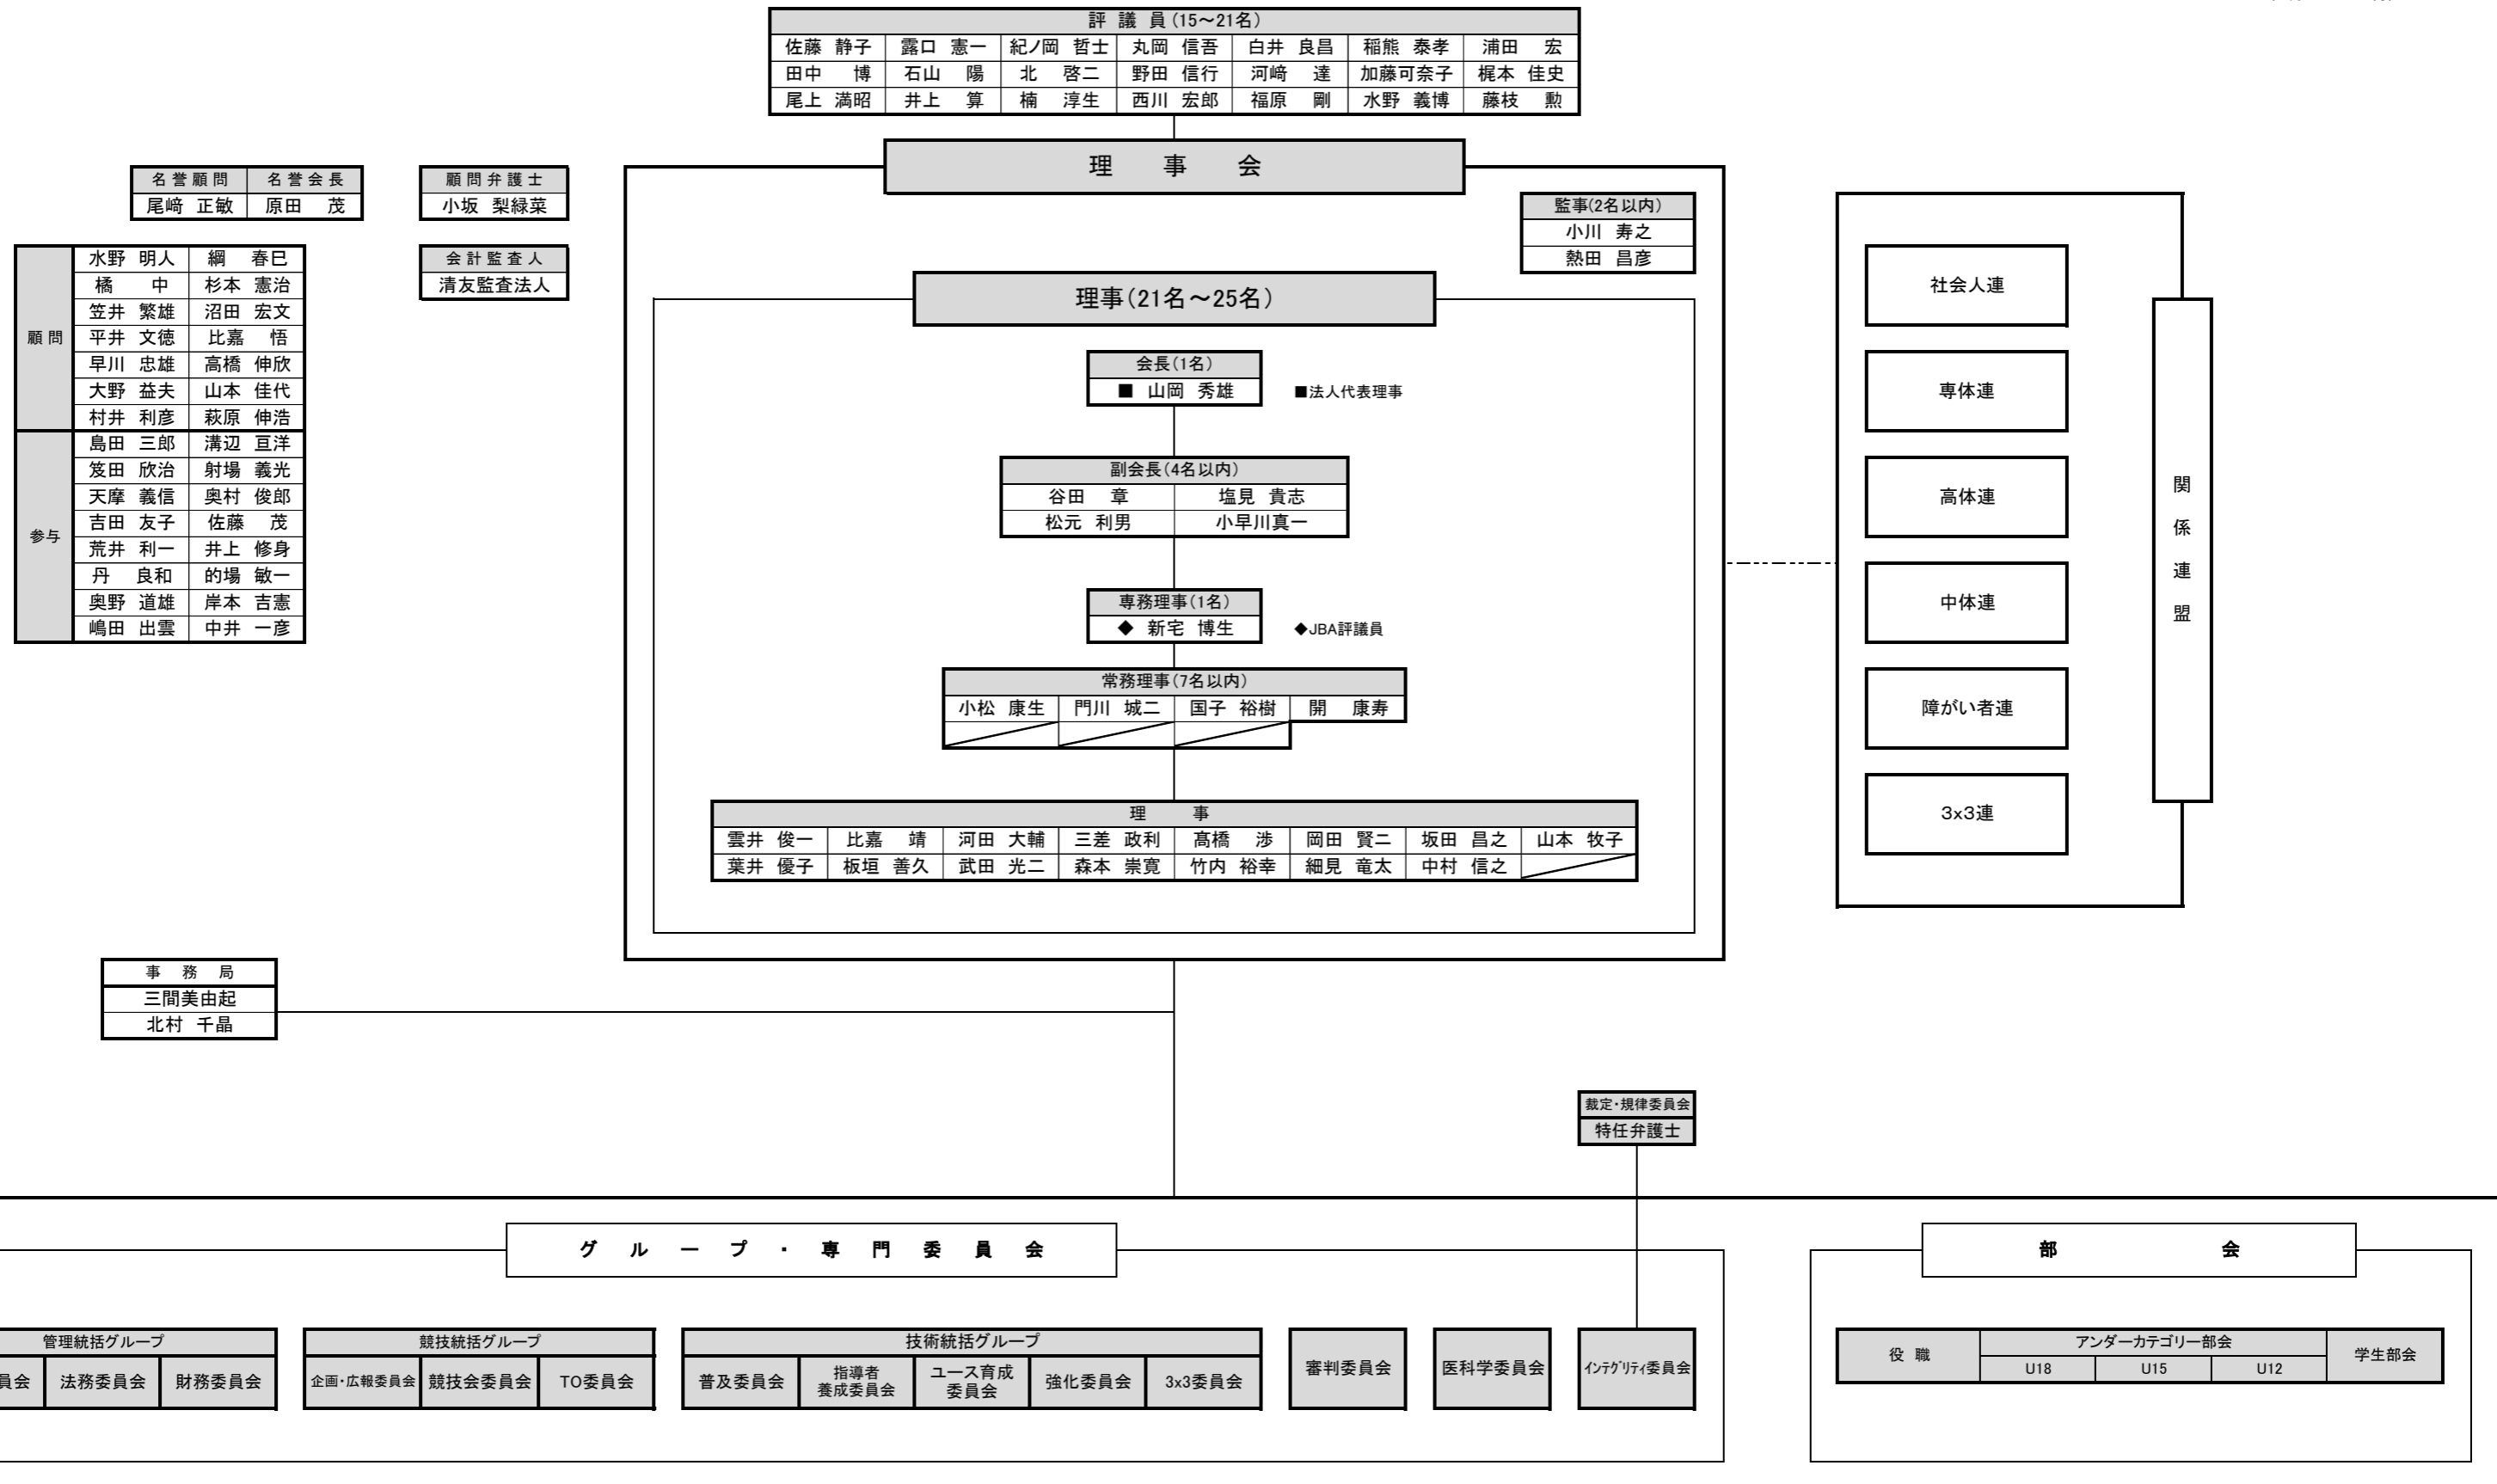 評 議 員(15～21名)
佐藤 静子 露口 憲一 紀ノ岡 哲士 丸岡 信吾 白井 良昌 稲熊 泰孝 浦田 宏
田中 博 石山 陽 北 啓二 野田 信行 河﨑 達 加藤可奈子 梶本 佳史
尾上 満昭 井上 算 楠 淳生 西川 宏郎 福原 剛 水野 義博 藤枝 勲
理 事 会
名誉顧問 名誉会長
尾﨑 正敏 原田 茂
顧問弁護士
小坂 梨緑菜
会計監査人
清友監査法人
監事(2名以内)
小川 寿之
熱田 昌彦
顧問
水野 明人 綱 春巳
橘 中 杉本 憲治
笠井 繁雄 沼田 宏文
平井 文徳 比嘉 悟
早川 忠雄 高橋 伸欣
大野 益夫 山本 佳代
村井 利彦 萩原 伸浩
参与
島田 三郎 溝辺 亘洋
笈田 欣治 射場 義光
天摩 義信 奥村 俊郎
吉田 友子 佐藤 茂
荒井 利一 井上 修身
丹 良和 的場 敏一
奥野 道雄 岸本 吉憲
嶋田 出雲 中井 一彦
理事(21名～25名)
会長(1名)
■ 山岡 秀雄
■法人代表理事
副会長(4名以内)
谷田 章 塩見 貴志
松元 利男 小早川真一
専務理事(1名)
◆ 新宅 博生
◆JBA評議員
常務理事(7名以内)
小松 康生 門川 城二 国子 裕樹 開 康寿
理 事
雲井 俊一 比嘉 靖 河田 大輔 三差 政利 髙橋 渉 岡田 賢二 坂田 昌之 山本 牧子
葉井 優子 板垣 善久 武田 光二 森本 崇寛 竹内 裕幸 細見 竜太 中村 信之
関係連盟
社会人連
専体連
高体連
中体連
障がい者連
3x3連
事 務 局
三間美由起
北村 千晶
裁定・規律委員会
特任弁護士
グループ・専門委員会
管理統括グループ
員会 法務委員会 財務委員会
競技統括グループ
企画・広報委員会 競技会委員会 TO委員会
技術統括グループ
普及委員会
指導者
養成委員会
ユース育成
委員会
強化委員会
3x3委員会
審判委員会
医科学委員会
ｲﾝﾃｸﾞﾘﾃｨ委員会
部 会
役 職
アンダーカテゴリー部会
U18 U15 U12
学生部会